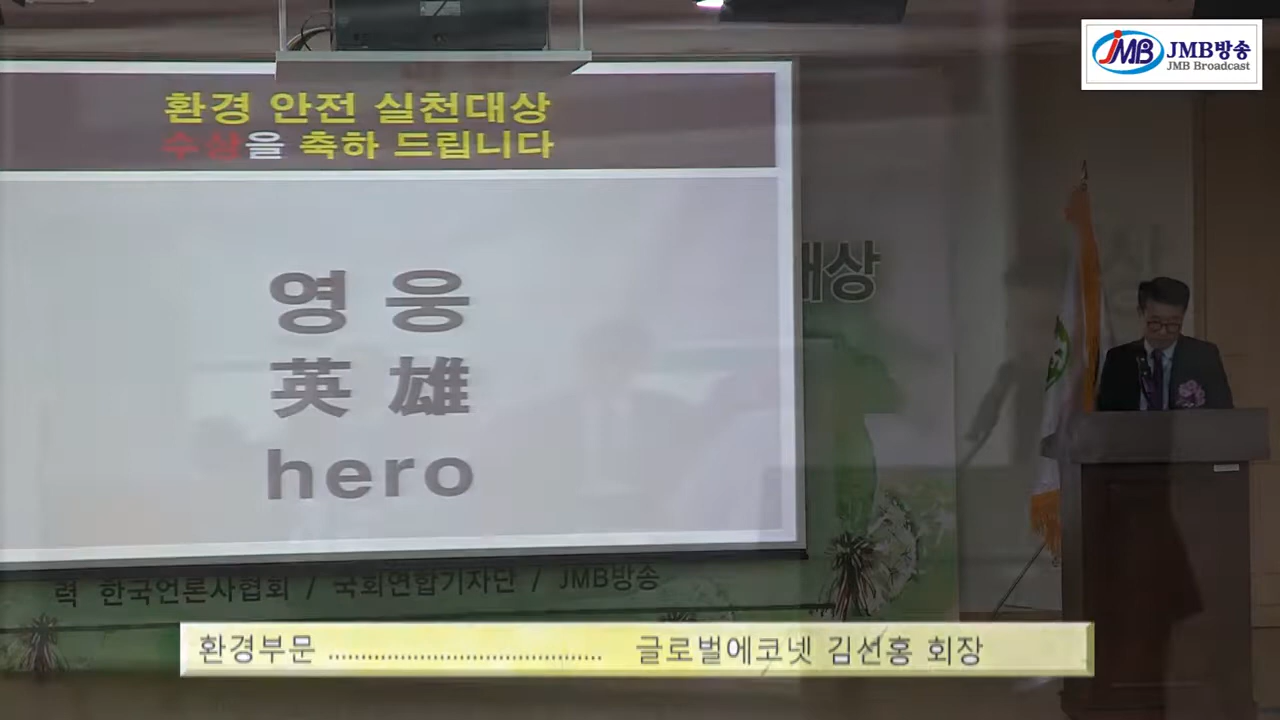 JMB JMB방송
JMB Broadcast
환경 안전 실천대상
수상을 축하 드립니다
영 웅
英 雄
hero
대상
력 한국언론사협회 / 국회연합기자단 / JMB방송
환경부문 .......................................... 글로벌에코넷 김선홍 회장